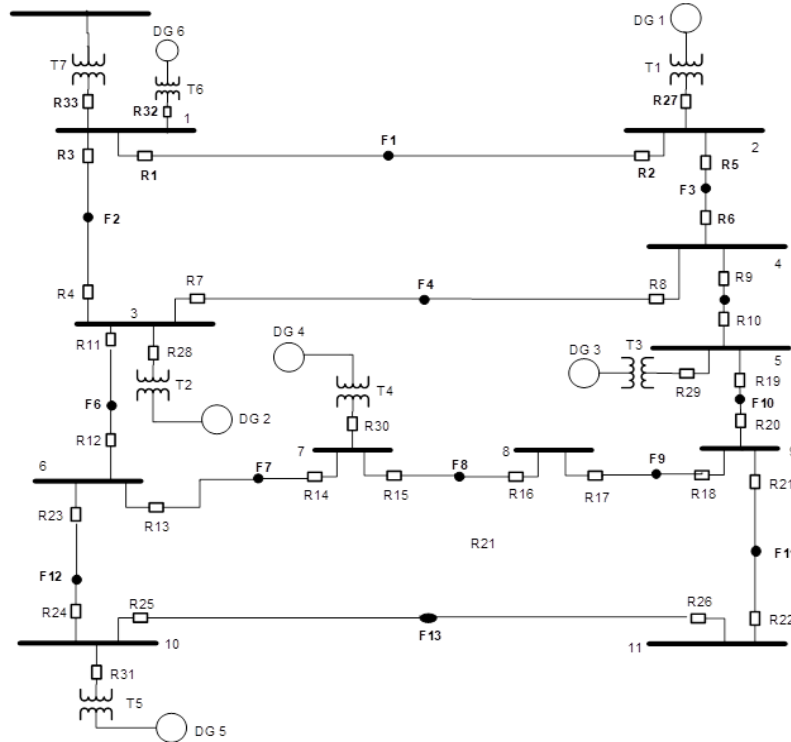 DG 6
DG 1
T7
T6
T1
R33
R32
R27
1
2
R3
R1
F1
R2
R5
F3
F2
R6
4
R7
R8
R9
R4
F4
3
R10
R11
R28
DG 4
T3
5
T2
T4
DG 3
R19
R29
F6
F10
R30
R12
DG 2
R20
7
8
9
6
F7
F8
F9
R14
R15
R16
R17
R18
R21
R23
R13
R21
F12
F11
R24
R25
R26
R22
F13
10
11
R31
T5
DG 5